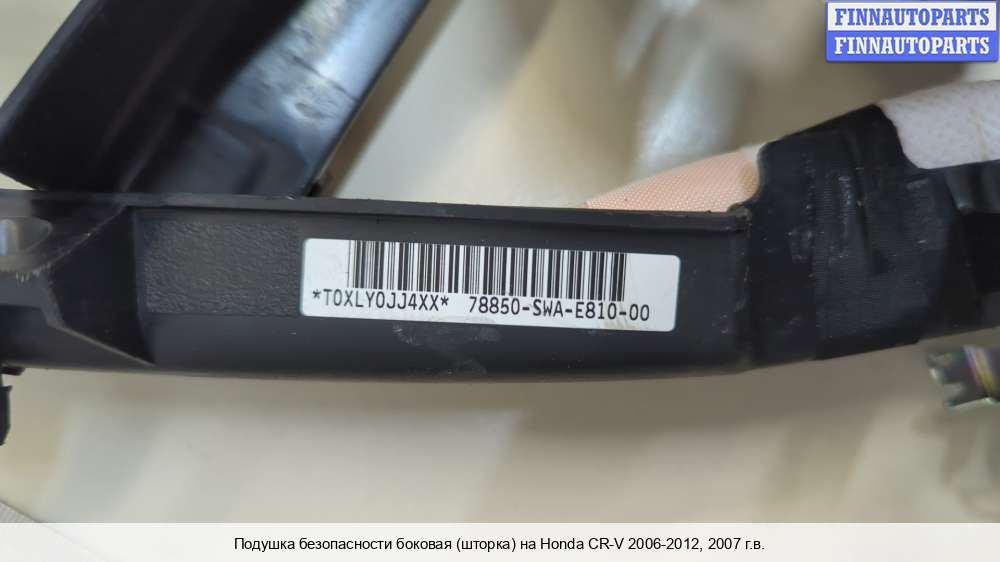 FINNAUTOPARTS
FINNAUTOPARTS
*T0XLY0JJ4XX* 78850-SWA-E810-00
Подушка безопасности боковая (шторка) на Honda CR-V 2006-2012, 2007 г.в.